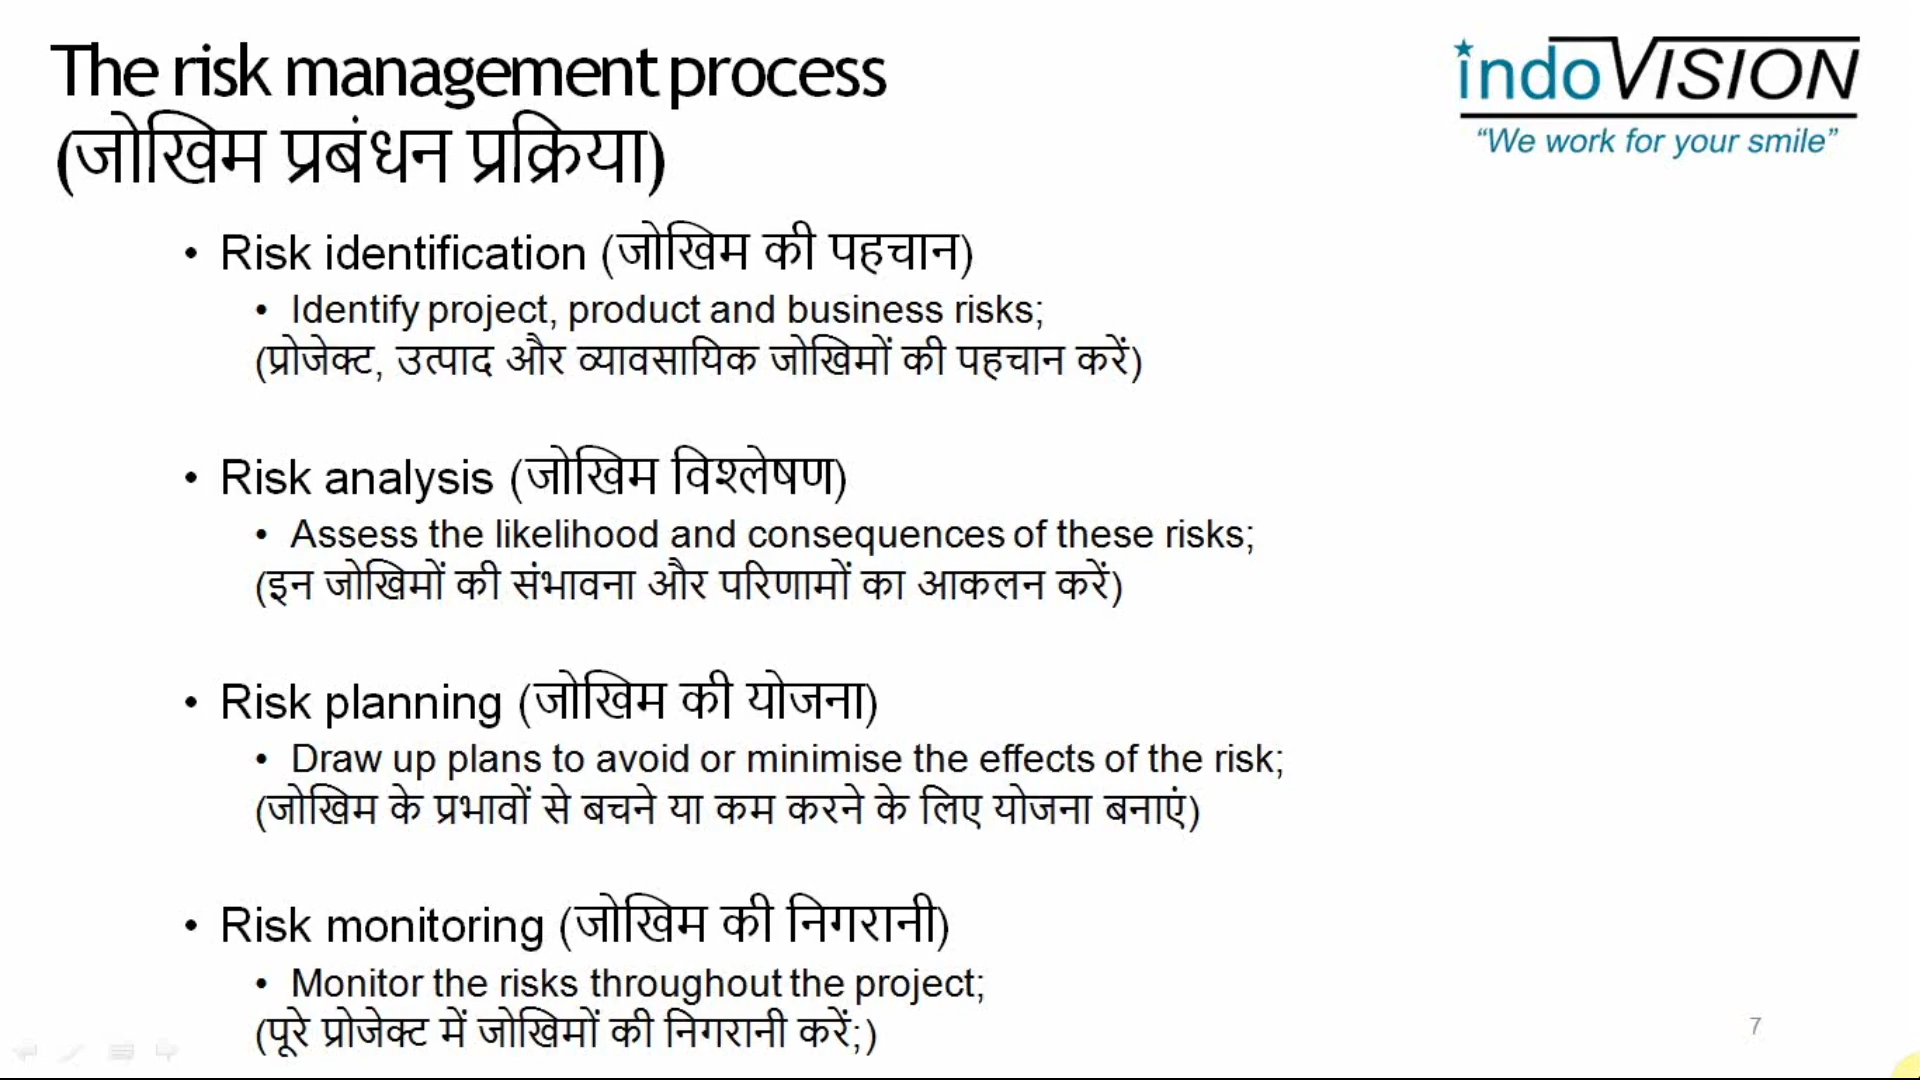 The risk management process
(जोखिम प्रबंधन प्रक्रिया)
indoVISION
“We work for your smile”
• Risk identification (जोखिम की पहचान)
• Identify project, product and business risks;
(प्रोजेक्ट, उत्पाद और व्यावसायिक जोखिमों की पहचान करें)
• Risk analysis (जोखिम विश्लेषण)
• Assess the likelihood and consequences of these risks;
(इन जोखिमों की संभावना और परिणामों का आकलन करें)
• Risk planning (जोखिम की योजना)
• Draw up plans to avoid or minimise the effects of the risk;
(जोखिम के प्रभावों से बचने या कम करने के लिए योजना बनाएं)
• Risk monitoring (जोखिम की निगरानी)
• Monitor the risks throughout the project;
(पूरे प्रोजेक्ट में जोखिमों की निगरानी करें;)
7